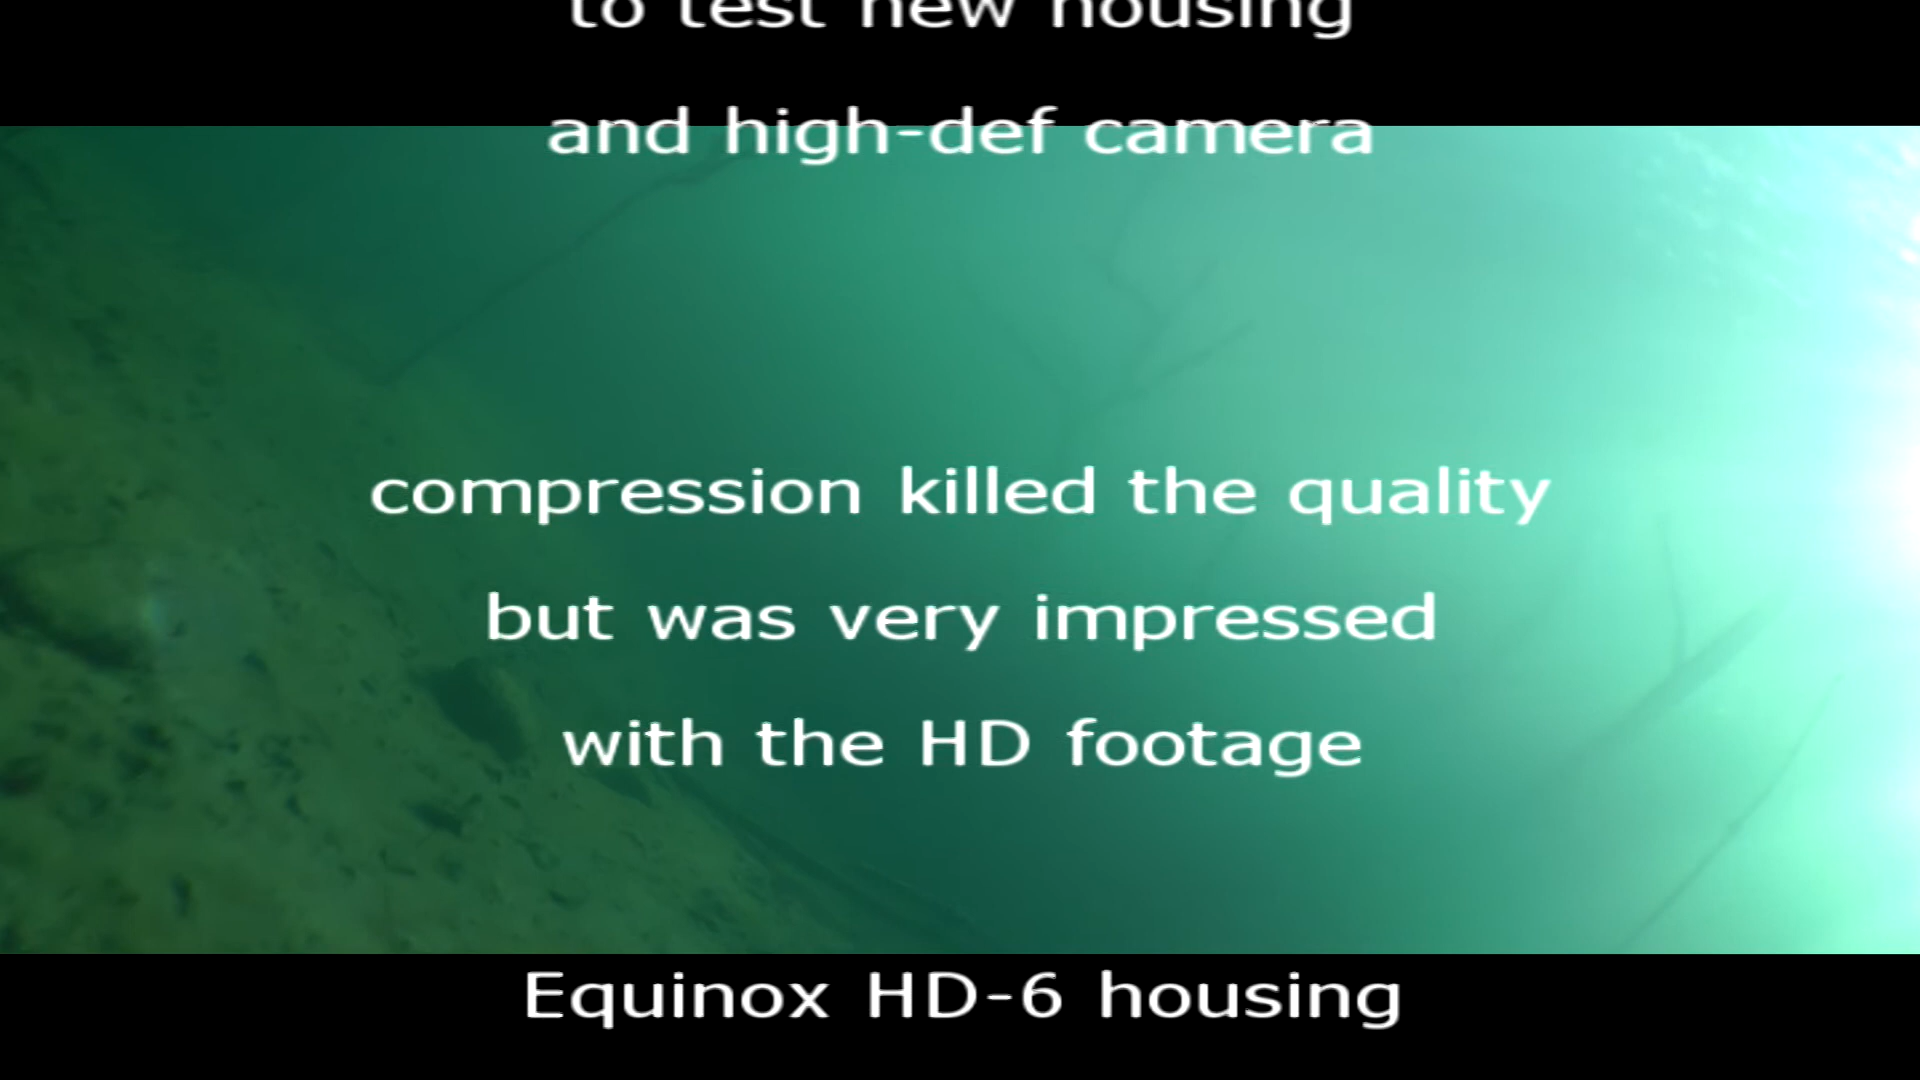 to test new housing
and high-def camera
compression killed the quality
but was very impressed
with the HD footage
Equinox HD-6 housing